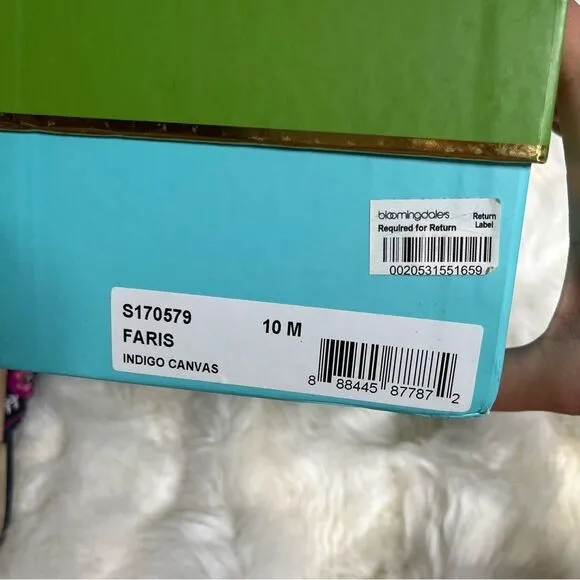 bloomingdale's Return
Required for Return Label
0020531551659
S170579 10 M
FARIS
INDIGO CANVAS
8 88445 87787 2